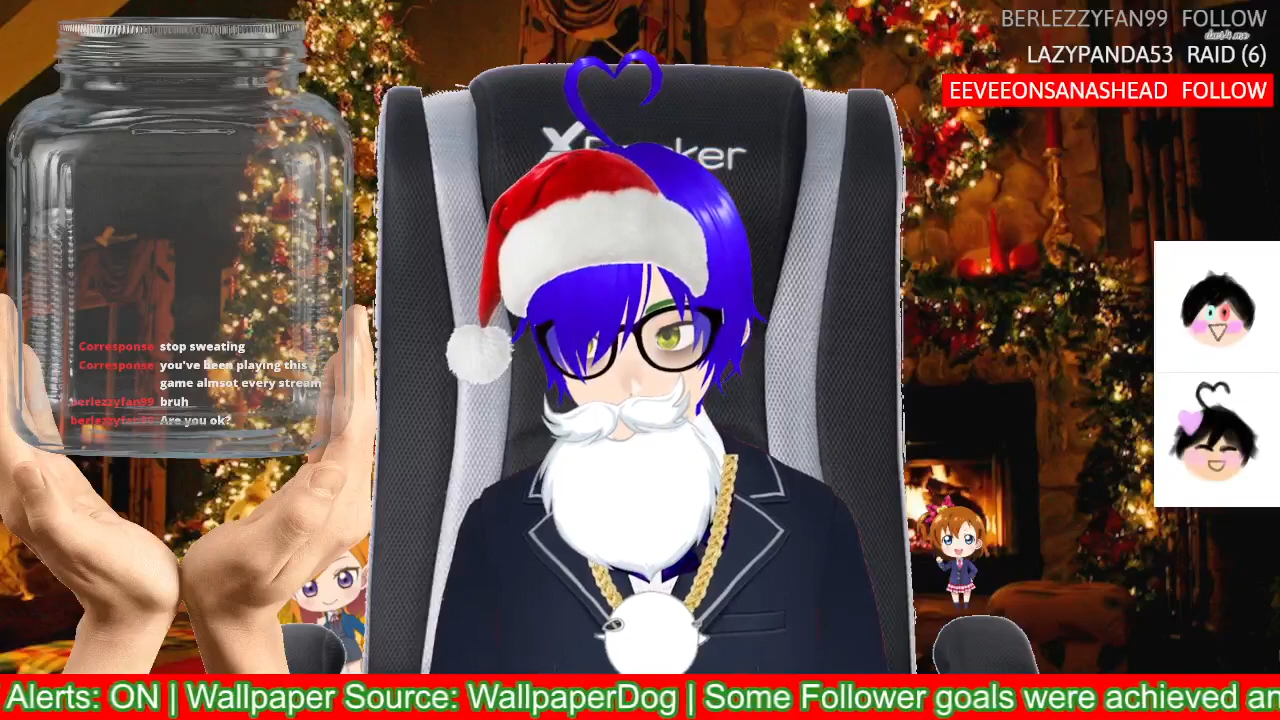 BERLEZZYFAN99 FOLLOW
LAZYPANDA53 RAID (6)
EEVEEONSANASHEAD FOLLOW
Corresponse stop sweating
Corresponse you've been playing this
game almsot every stream
berlezzyfan99 bruh
berlezzyfan99 Are you ok?
Alerts: ON | Wallpaper Source: WallpaperDog | Some Follower goals were achieved an